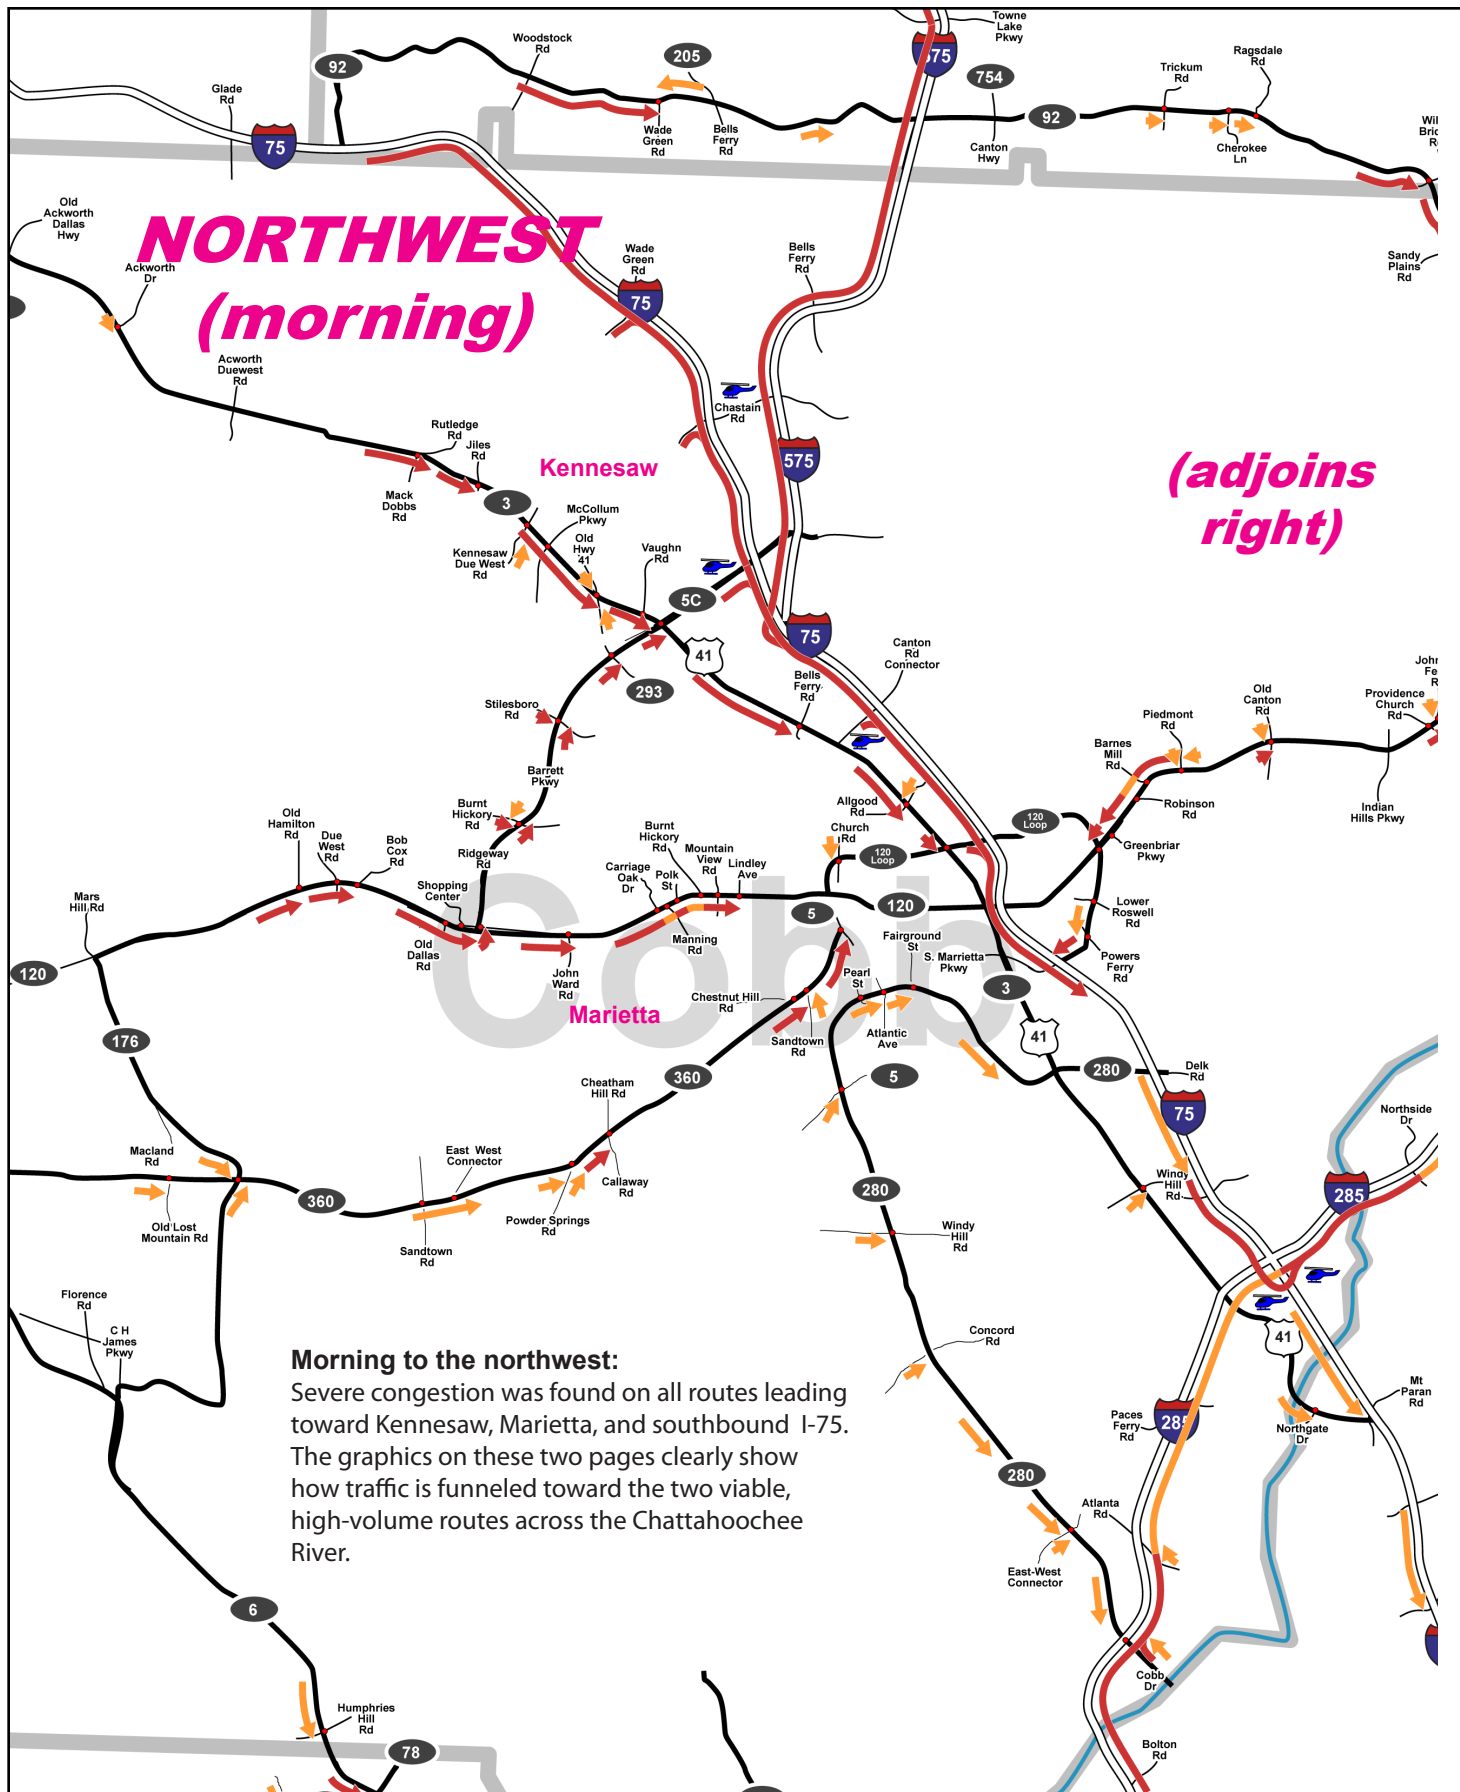 Towne
Lake
Pkwy
Woodstock
Rd
92
205
575
754
Ragsdale
Rd
Trickum
Rd
Glade
Rd
75
Wade
Green
Rd
Bells
Ferry
Rd
92
Canton
Hwy
Cherokee
Ln
Old
Ackworth
Dallas
Hwy
NORTHWEST
(morning)
Ackworth
Dr
Wade
Green
Rd
75
Bells
Ferry
Rd
Sandy
Plains
Rd
Acworth
Duewest
Rd
Chastain
Rd
Rutledge
Rd
Jiles
Rd
Kennesaw
575
(adjoins
right)
Mack
Dobbs
Rd
3
McCollum
Pkwy
Old
Hwy
41
Kennesaw
Due West
Rd
Vaughn
Rd
5C
75
41
Canton
Rd
Connector
293
Bells
Ferry
Rd
Stilesboro
Rd
Old
Canton
Rd
Providence
Church
Rd
Piedmont
Rd
Barnes
Mill
Rd
Barrett
Pkwy
Burnt
Hickory
Rd
Allgood
Rd
Robinson
Rd
Indian
Hills Pkwy
Old
Hamilton
Rd
Due
West
Rd
Bob
Cox
Rd
Ridgeway
Rd
Burnt
Hickory
Rd
Mountain
View
Rd
Lindley
Ave
Church
Rd
120
Loop
120
Loop
Greenbriar
Pkwy
Carriage
Oak
Dr
Polk
St
Shopping
Center
Mars
Hill Rd
Cobb
5
120
Lower
Roswell
Rd
Old
Dallas
Rd
Manning
Rd
Fairground
St
S. Marrietta
Pkwy
Powers
Ferry
Rd
120
John
Ward
Rd
Pearl
St
3
Marietta
Chestnut Hill
Rd
Sandtown
Rd
Atlantic
Ave
41
176
360
5
280
Delk
Rd
Cheatham
Hill Rd
75
Northside
Dr
Macland
Rd
East West
Connector
Windy
Hill
Rd
285
Callaway
Rd
280
360
Old Lost
Mountain Rd
Powder Springs
Rd
Sandtown
Rd
Windy
Hill
Rd
Florence
Rd
C H
James
Pkwy
Concord
Rd
41
Morning to the northwest:
Severe congestion was found on all routes leading
toward Kennesaw, Marietta, and southbound I-75.
The graphics on these two pages clearly show
how traffic is funneled toward the two viable,
high-volume routes across the Chattahoochee
River.
Mt
Paran
Rd
Paces
Ferry
Rd
285
Northgate
Dr
280
Atlanta
Rd
East-West
Connector
6
Cobb
Dr
Humphries
Hill
Rd
78
Bolton
Rd